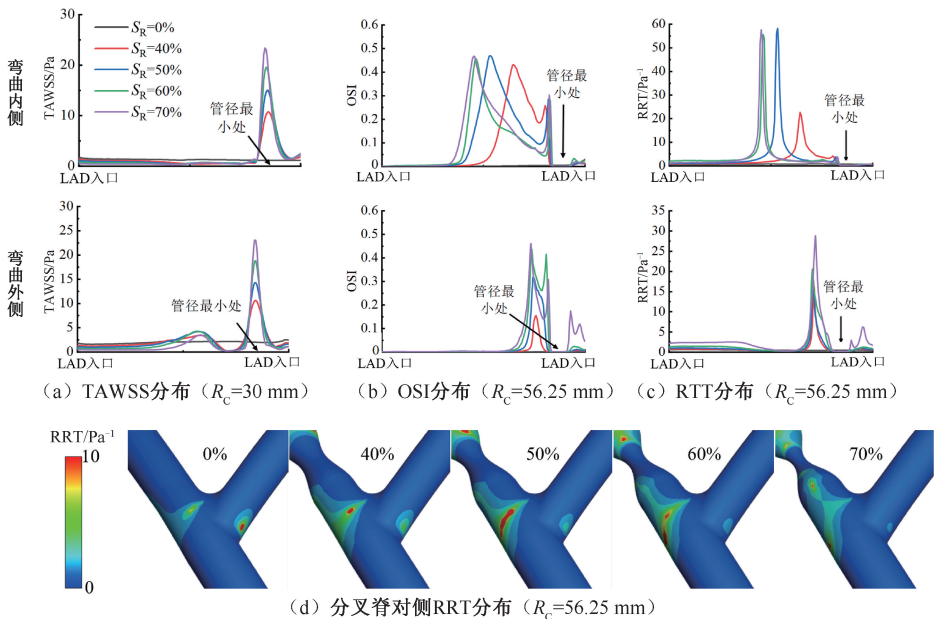 弯曲内侧
TAWSS/Pa
30
20
10
0
S_R=0%
S_R=40%
S_R=50%
S_R=60%
S_R=70%
管径最
小处
LAD入口
OSI
0.6
0.5
0.4
0.3
0.2
0.1
0.0
管径最
小处
LAD入口
LAD入口
RRT/Pa⁻¹
60
50
40
30
20
10
0
管径最
小处
LAD入口
LAD入口
弯曲外侧
TAWSS/Pa
30
25
20
15
10
5
0
管径最小处
LAD入口
LAD入口
OSI
0.6
0.5
0.4
0.3
0.2
0.1
0
管径最
小处
LAD入口
LAD入口
RRT/Pa⁻¹
35
30
25
20
15
10
5
0
管径最
小处
LAD入口
LAD入口
（a）TAWSS分布（R_C=30 mm）
（b）OSI分布（R_C=56.25 mm）
（c）RTT分布（R_C=56.25 mm）
RRT/Pa⁻¹
10
0
0%
40%
50%
60%
70%
（d）分叉脊对侧RRT分布（R_C=56.25 mm）